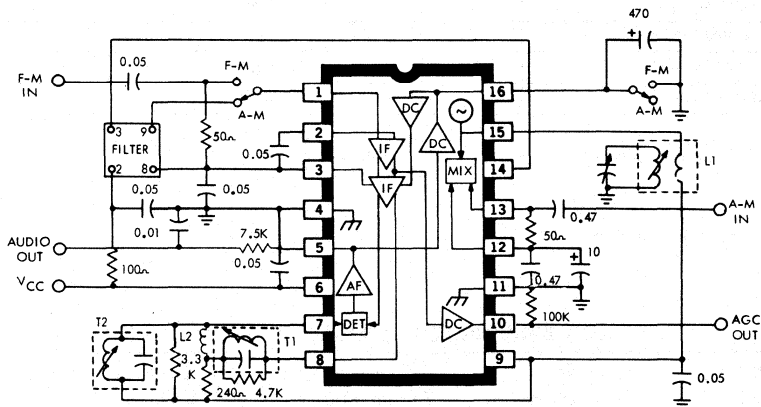 470
+
0.05
F-M
IN
F-M
A-M
F-M
A-M
1
16
DC
3 9
FILTER
2 8
50Ω
0.05
2
IF
DC
15
MIX
L1
3
IF
14
0.05
0.05
4
13
0.47
A-M
IN
50Ω
0.01
7.5K
AUDIO
OUT
5
12
+
10
0.05
0.47
VCC
100Ω
6
AF
11
T2
L2
T1
7
DET
DC
10
100K
AGC
OUT
3.3
K
8
9
240Ω 4.7K
0.05